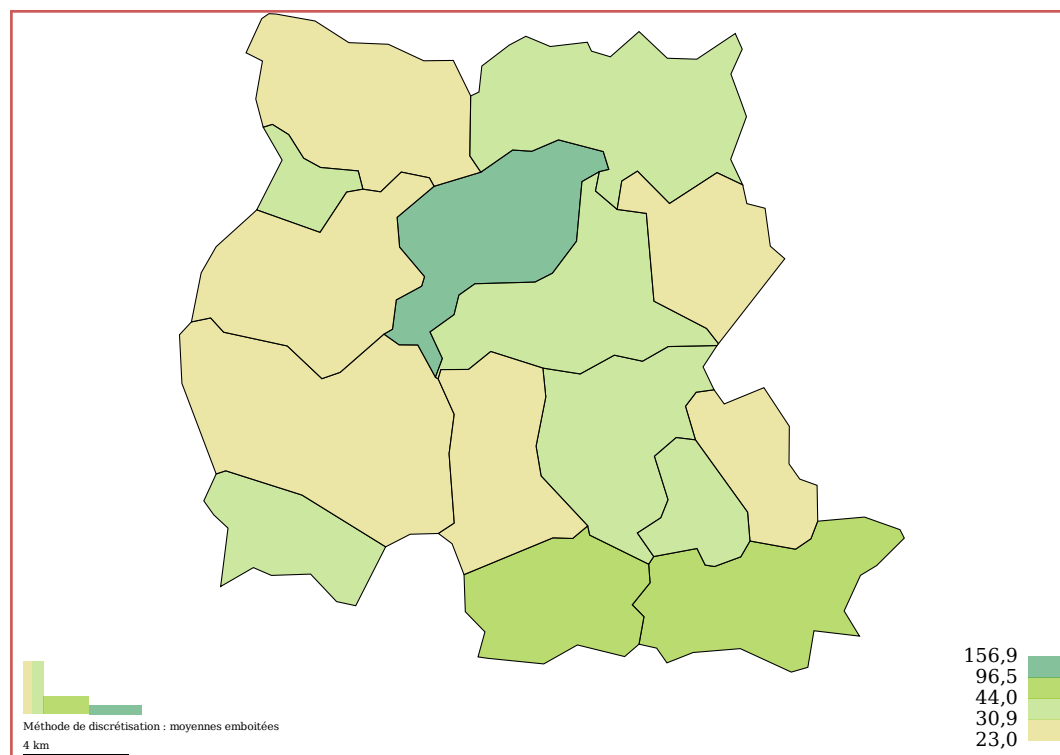 156,9
96,5
44,0
30,9
23,0
Méthode de discrétisation : moyennes emboitées
4 km